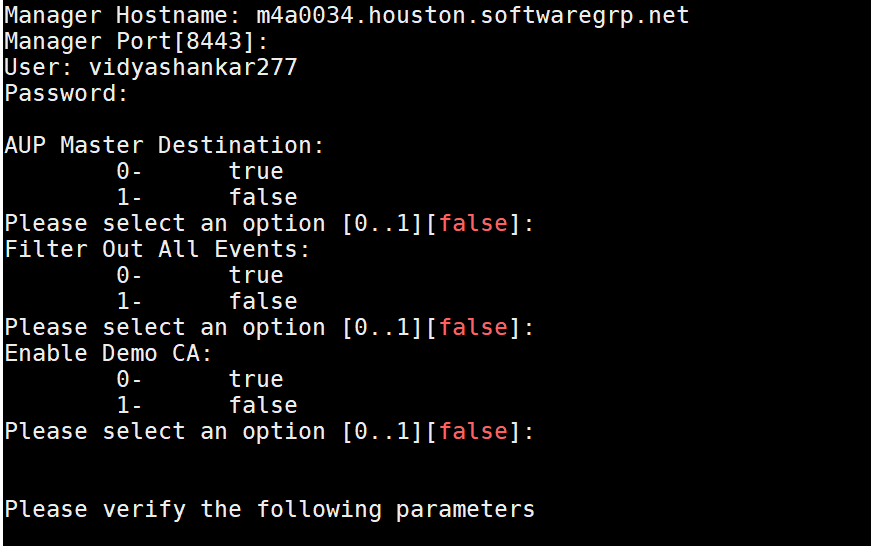 Manager Hostname: m4a0034.houston.softwaregrp.net
Manager Port[8443]:
User: vidyashankar277
Password:
AUP Master Destination:
0- true
1- false
Please select an option [0..1][false]:
Filter Out All Events:
0- true
1- false
Please select an option [0..1][false]:
Enable Demo CA:
0- true
1- false
Please select an option [0..1][false]:
Please verify the following parameters